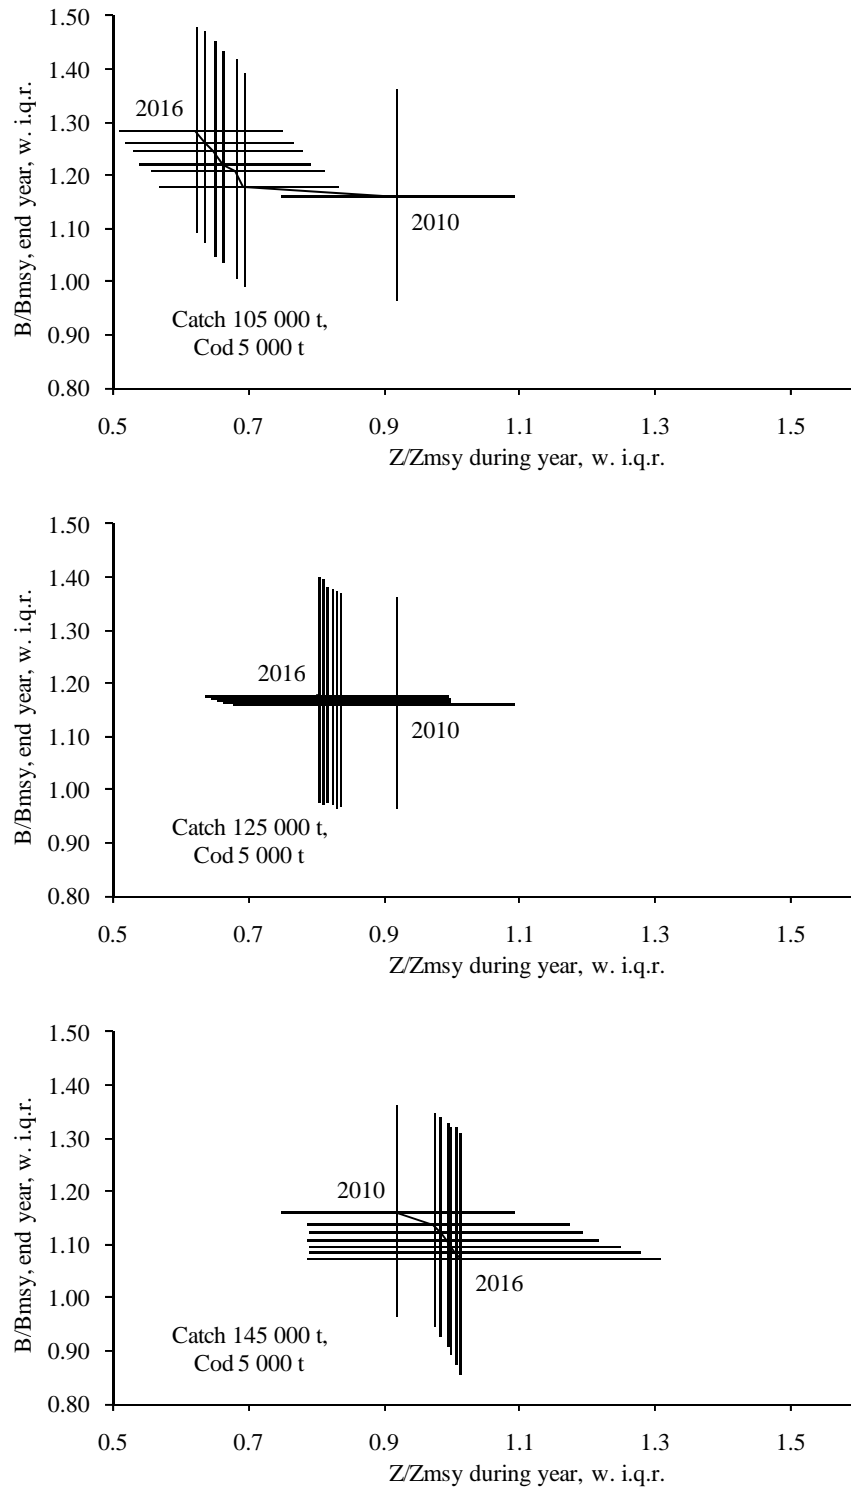 B/Bmsy, end year, w. i.q.r.
1.50
1.40
1.30
1.20
1.10
1.00
0.90
0.80
2016
2010
Catch 105 000 t,
Cod 5 000 t
0.5 0.7 0.9 1.1 1.3 1.5
Z/Zmsy during year, w. i.q.r.
B/Bmsy, end year, w. i.q.r.
1.50
1.40
1.30
1.20
1.10
1.00
0.90
0.80
2016
2010
Catch 125 000 t,
Cod 5 000 t
0.5 0.7 0.9 1.1 1.3 1.5
Z/Zmsy during year, w. i.q.r.
B/Bmsy, end year, w. i.q.r.
1.50
1.40
1.30
1.20
1.10
1.00
0.90
0.80
2010
2016
Catch 145 000 t,
Cod 5 000 t
0.5 0.7 0.9 1.1 1.3 1.5
Z/Zmsy during year, w. i.q.r.